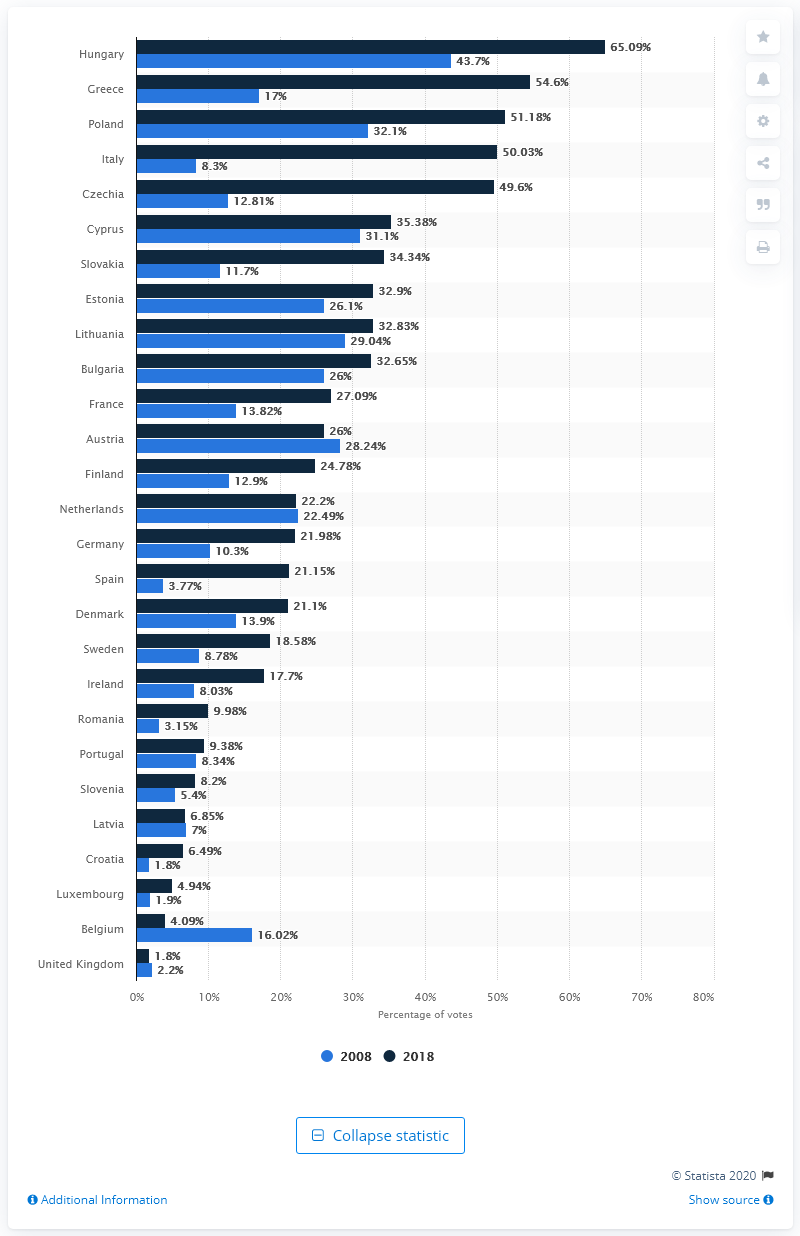 Hungary 65.09%
43.7%
Greece 54.6%
17%
Poland 51.18%
32.1%
Italy 50.03%
8.3%
Czechia 49.6%
12.81%
Cyprus 35.38%
31.1%
Slovakia 34.34%
11.7%
Estonia 32.9%
26.1%
Lithuania 32.83%
29.04%
Bulgaria 32.65%
26%
France 27.09%
13.82%
Austria 26%
28.24%
Finland 24.78%
12.9%
Netherlands 22.2%
22.49%
Germany 21.98%
10.3%
Spain 21.15%
3.77%
Denmark 21.1%
13.9%
Sweden 18.58%
8.78%
Ireland 17.7%
8.03%
Romania 9.98%
3.15%
Portugal 9.38%
8.34%
Slovenia 8.2%
5.4%
Latvia 6.85%
7%
Croatia 6.49%
1.8%
Luxembourg 4.94%
1.9%
Belgium 4.09%
16.02%
United Kingdom 1.8%
2.2%
0% 10% 20% 30% 40% 50% 60% 70% 80%
Percentage of votes
2008 2018
Collapse statistic
© Statista 2020
Additional Information Show source